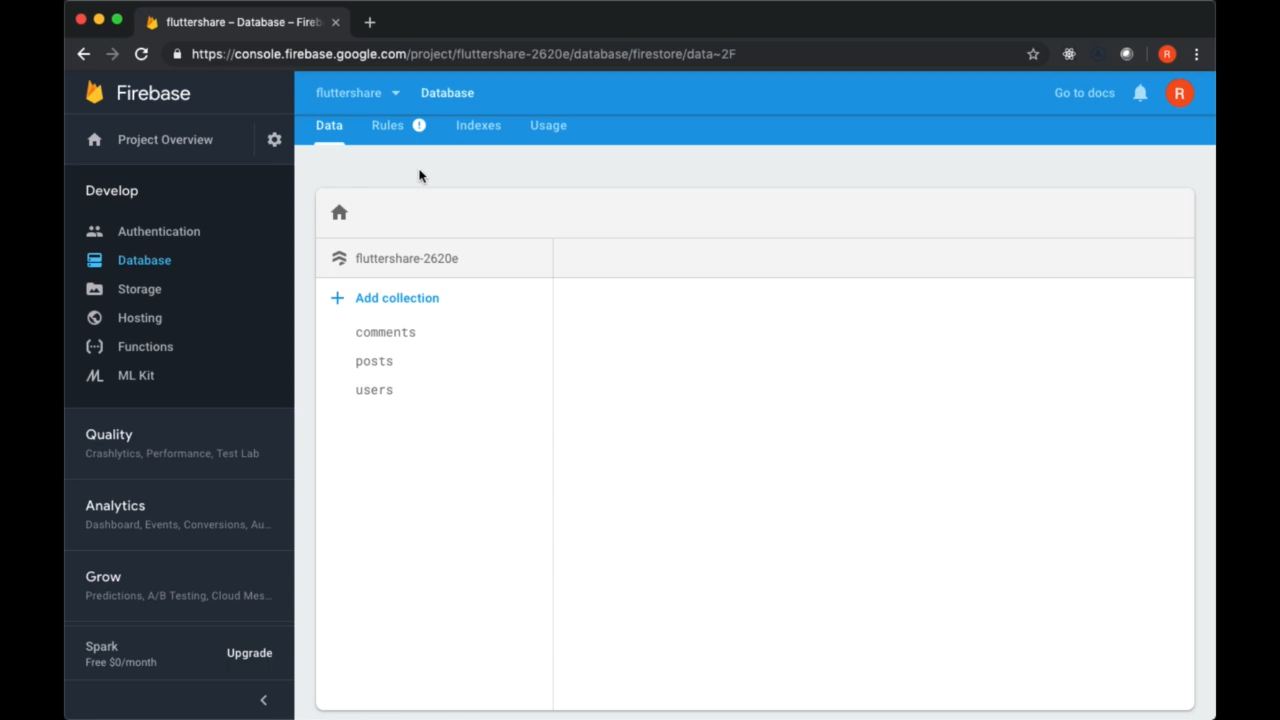 fluttershare – Database – Fireb
https://console.firebase.google.com/project/fluttershare-2620e/database/firestore/data~2F
R
Firebase
fluttershare
Database
Go to docs
R
Project Overview
Data
Rules
!
Indexes
Usage
Develop
Authentication
Database
Storage
Hosting
Functions
ML Kit
fluttershare-2620e
Add collection
comments
posts
users
Quality
Crashlytics, Performance, Test Lab
Analytics
Dashboard, Events, Conversions, Au...
Grow
Predictions, A/B Testing, Cloud Mes...
Spark
Free $0/month
Upgrade